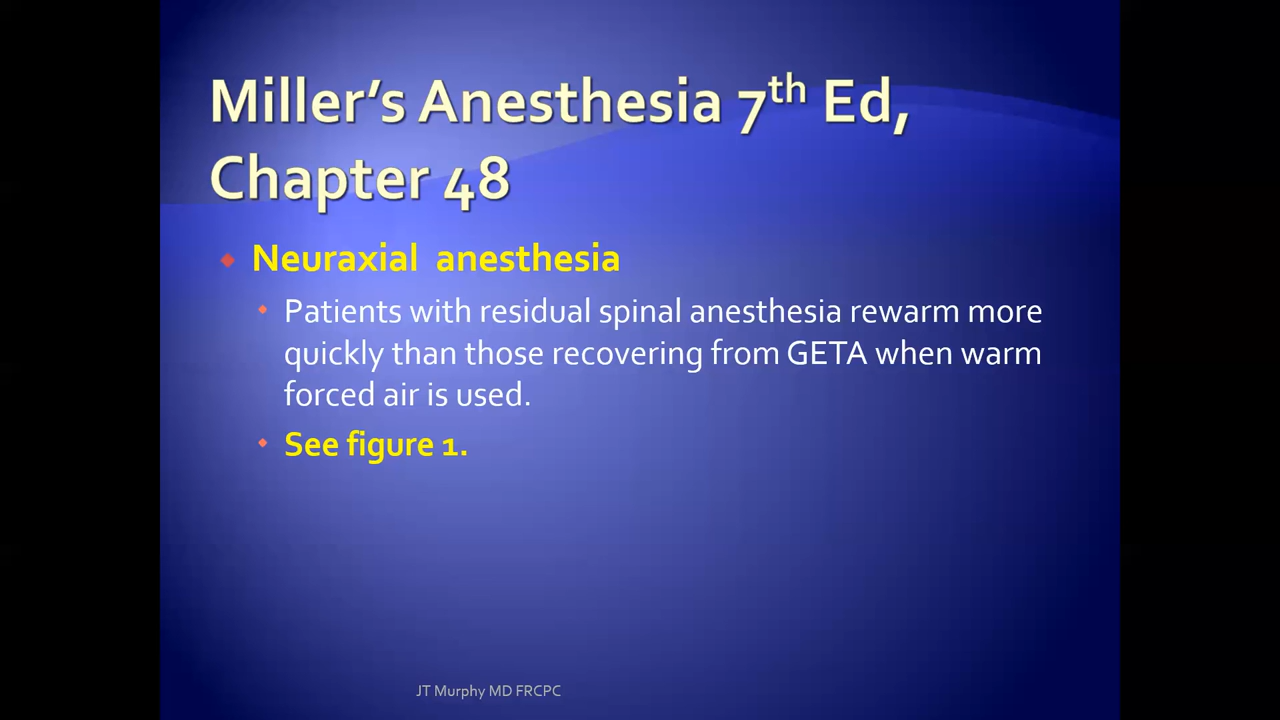 Miller's Anesthesia 7th Ed,
Chapter 48
Neuraxial anesthesia
Patients with residual spinal anesthesia rewarm more
quickly than those recovering from GETA when warm
forced air is used.
See figure 1.
JT Murphy MD FRCPC